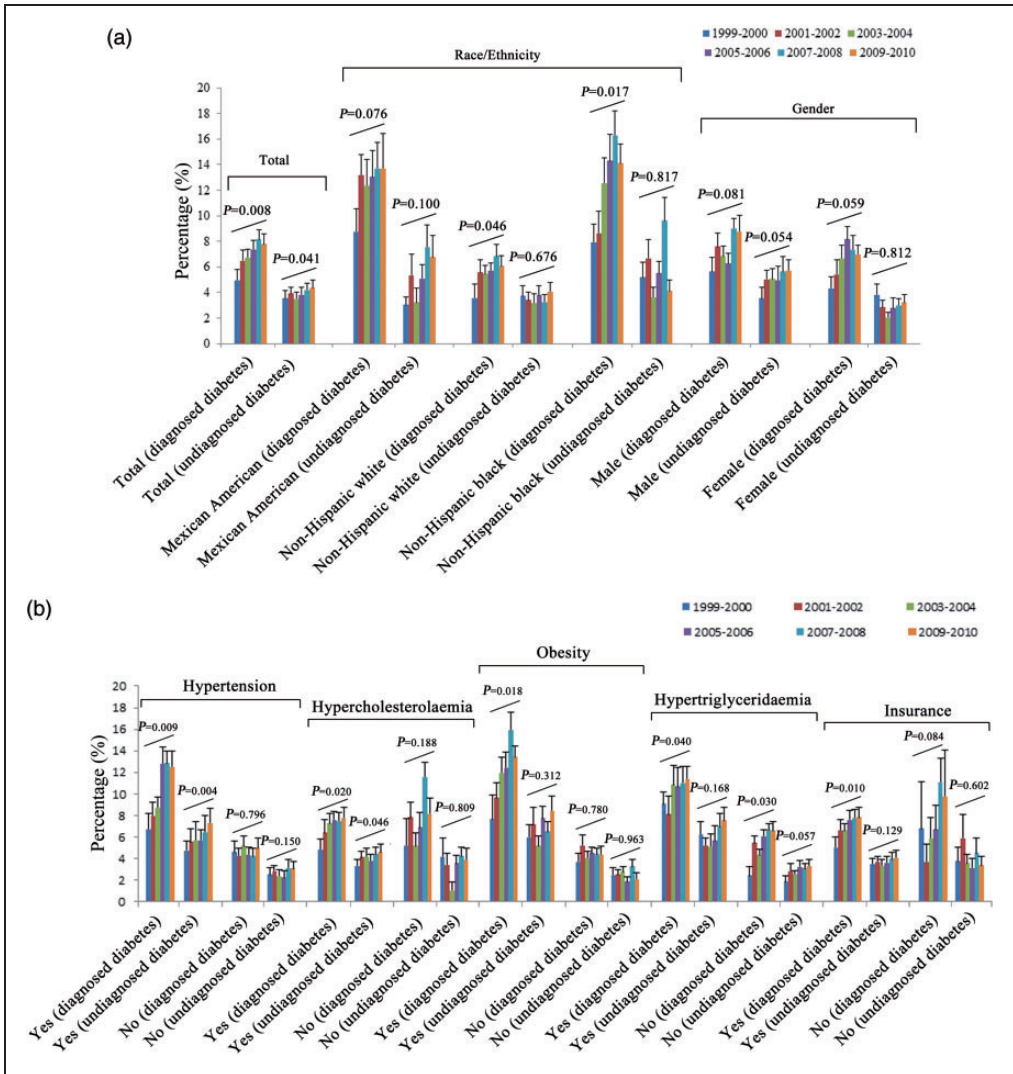 (a)
1999-2000 2001-2002 2003-2004
2005-2006 2007-2008 2009-2010
Race/Ethnicity
Gender
Total
P=0.008
P=0.041
P=0.076
P=0.100
P=0.046
P=0.676
P=0.017
P=0.817
P=0.081
P=0.054
P=0.059
P=0.812
Percentage (%)
20
18
16
14
12
10
8
6
4
2
0
Total (diagnosed diabetes)
Total (undiagnosed diabetes)
Mexican American (diagnosed diabetes)
Mexican American (undiagnosed diabetes)
Non-Hispanic white (diagnosed diabetes)
Non-Hispanic white (undiagnosed diabetes)
Non-Hispanic black (diagnosed diabetes)
Non-Hispanic black (undiagnosed diabetes)
Male (diagnosed diabetes)
Male (undiagnosed diabetes)
Female (diagnosed diabetes)
Female (undiagnosed diabetes)
(b)
1999-2000 2001-2002 2003-2004
2005-2006 2007-2008 2009-2010
Hypertension
Hypercholesterolaemia
Obesity
Hypertriglyceridaemia
Insurance
P=0.009
P=0.004
P=0.796
P=0.150
P=0.020
P=0.046
P=0.188
P=0.809
P=0.018
P=0.312
P=0.780
P=0.963
P=0.040
P=0.168
P=0.030
P=0.057
P=0.010
P=0.129
P=0.084
P=0.602
Percentage (%)
20
18
16
14
12
10
8
6
4
2
0
Yes (diagnosed diabetes)
Yes (undiagnosed diabetes)
No (diagnosed diabetes)
No (undiagnosed diabetes)
Yes (diagnosed diabetes)
Yes (undiagnosed diabetes)
No (diagnosed diabetes)
No (undiagnosed diabetes)
Yes (diagnosed diabetes)
Yes (undiagnosed diabetes)
No (diagnosed diabetes)
No (undiagnosed diabetes)
Yes (diagnosed diabetes)
Yes (undiagnosed diabetes)
No (diagnosed diabetes)
No (undiagnosed diabetes)
Yes (diagnosed diabetes)
Yes (undiagnosed diabetes)
No (diagnosed diabetes)
No (undiagnosed diabetes)